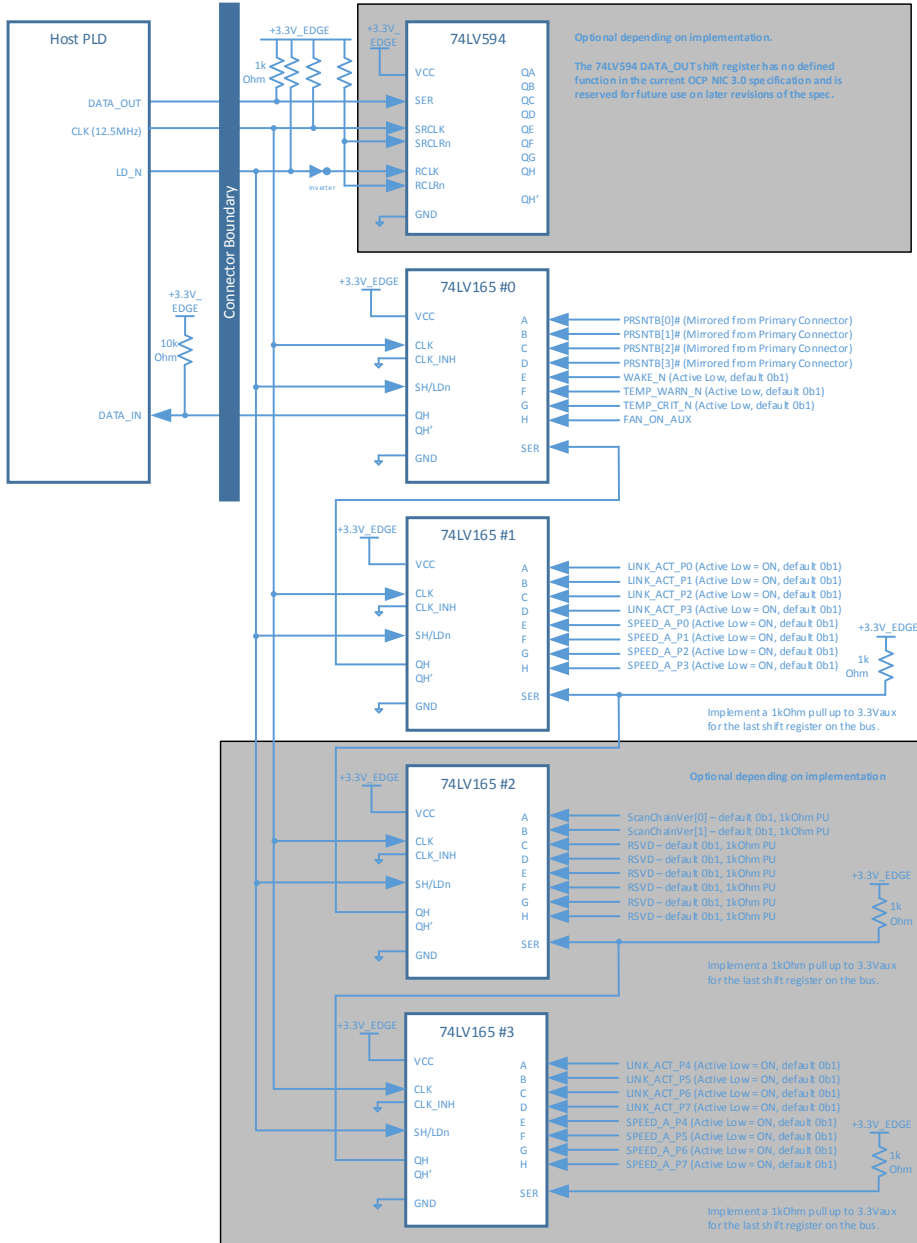 Host PLD
DATA_OUT
CLK (12.5MHz)
LD_N
DATA_IN
Connector Boundary
+3.3V_EDGE
1k
Ohm
Inverter
+3.3V_
EDGE
10k
Ohm
+3.3V_
EDGE
74LV594
VCC
SER
SRCLK
SRCLRn
RCLK
RCLRn
GND
QA
QB
QC
QD
QE
QF
QG
QH
QH'
Optional depending on implementation.
The 74LV594 DATA_OUT shift register has no defined
function in the current OCP NIC 3.0 specification and is
reserved for future use on later revisions of the spec.
+3.3V_EDGE
74LV165 #0
VCC
CLK
CLK_INH
SH/LDn
QH
QH'
GND
A
B
C
D
E
F
G
H
SER
PRSNTB[0]# (Mirrored from Primary Connector)
PRSNTB[1]# (Mirrored from Primary Connector)
PRSNTB[2]# (Mirrored from Primary Connector)
PRSNTB[3]# (Mirrored from Primary Connector)
WAKE_N (Active Low, default 0b1)
TEMP_WARN_N (Active Low, default 0b1)
TEMP_CRIT_N (Active Low, default 0b1)
FAN_ON_AUX
+3.3V_EDGE
74LV165 #1
VCC
CLK
CLK_INH
SH/LDn
QH
QH'
GND
A
B
C
D
E
F
G
H
SER
LINK_ACT_P0 (Active Low = ON, default 0b1)
LINK_ACT_P1 (Active Low = ON, default 0b1)
LINK_ACT_P2 (Active Low = ON, default 0b1)
LINK_ACT_P3 (Active Low = ON, default 0b1)
SPEED_A_P0 (Active Low = ON, default 0b1)
SPEED_A_P1 (Active Low = ON, default 0b1)
SPEED_A_P2 (Active Low = ON, default 0b1)
SPEED_A_P3 (Active Low = ON, default 0b1)
+3.3V_EDGE
1k
Ohm
Implement a 1kOhm pull up to 3.3Vaux
for the last shift register on the bus.
+3.3V_EDGE
74LV165 #2
Optional depending on implementation
VCC
CLK
CLK_INH
SH/LDn
QH
QH'
GND
A
B
C
D
E
F
G
H
SER
ScanChainVer[0] – default 0b1, 1kOhm PU
ScanChainVer[1] – default 0b1, 1kOhm PU
RSVD – default 0b1, 1kOhm PU
RSVD – default 0b1, 1kOhm PU
RSVD – default 0b1, 1kOhm PU
RSVD – default 0b1, 1kOhm PU
RSVD – default 0b1, 1kOhm PU
RSVD – default 0b1, 1kOhm PU
+3.3V_EDGE
1k
Ohm
Implement a 1kOhm pull up to 3.3Vaux
for the last shift register on the bus.
+3.3V_EDGE
74LV165 #3
VCC
CLK
CLK_INH
SH/LDn
QH
QH'
GND
A
B
C
D
E
F
G
H
SER
LINK_ACT_P4 (Active Low = ON, default 0b1)
LINK_ACT_P5 (Active Low = ON, default 0b1)
LINK_ACT_P6 (Active Low = ON, default 0b1)
LINK_ACT_P7 (Active Low = ON, default 0b1)
SPEED_A_P4 (Active Low = ON, default 0b1)
SPEED_A_P5 (Active Low = ON, default 0b1)
SPEED_A_P6 (Active Low = ON, default 0b1)
SPEED_A_P7 (Active Low = ON, default 0b1)
+3.3V_EDGE
1k
Ohm
Implement a 1kOhm pull up to 3.3Vaux
for the last shift register on the bus.